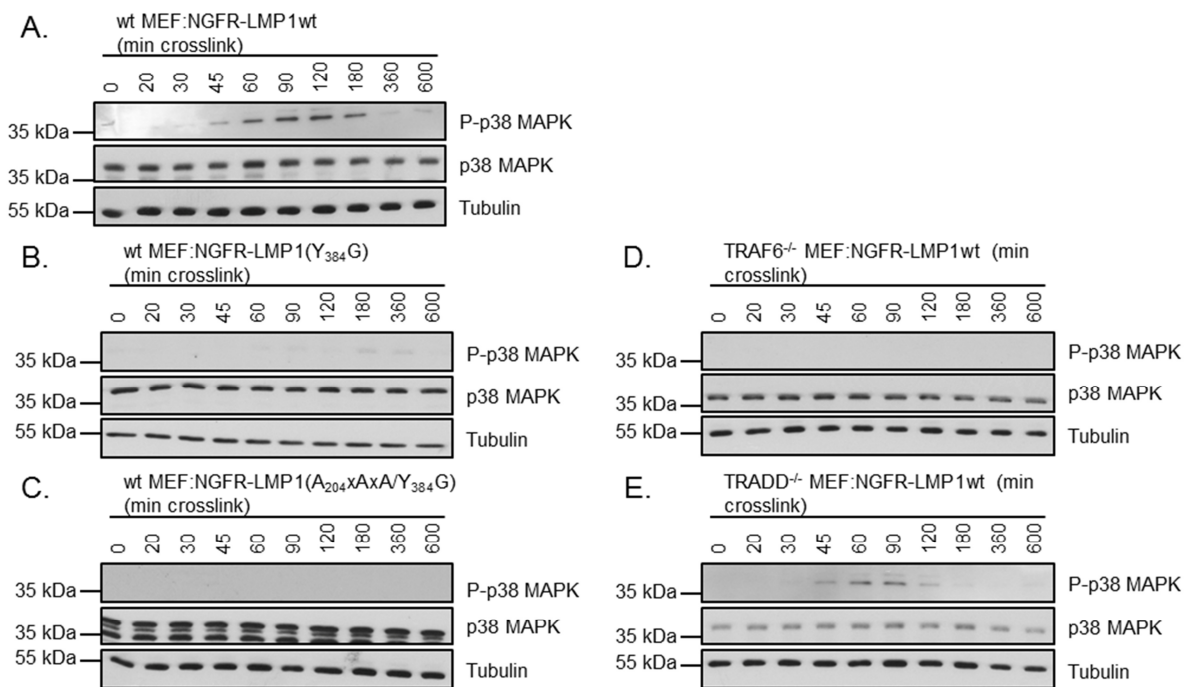 A.
wt MEF:NGFR-LMP1wt
(min crosslink)
0 20 30 45 60 90 120 180 360 600
35 kDa P-p38 MAPK
35 kDa p38 MAPK
55 kDa Tubulin
B.
wt MEF:NGFR-LMP1(Y₃₈₄G)
(min crosslink)
0 20 30 45 60 90 120 180 360 600
35 kDa P-p38 MAPK
35 kDa p38 MAPK
55 kDa Tubulin
C.
wt MEF:NGFR-LMP1(A₂₀₄xAxA/Y₃₈₄G)
(min crosslink)
0 20 30 45 60 90 120 180 360 600
35 kDa P-p38 MAPK
35 kDa p38 MAPK
55 kDa Tubulin
D.
TRAF6⁻/⁻ MEF:NGFR-LMP1wt (min
crosslink)
0 20 30 45 60 90 120 180 360 600
35 kDa P-p38 MAPK
35 kDa p38 MAPK
55 kDa Tubulin
E.
TRADD⁻/⁻ MEF:NGFR-LMP1wt (min
crosslink)
0 20 30 45 60 90 120 180 360 600
35 kDa P-p38 MAPK
35 kDa p38 MAPK
55 kDa Tubulin